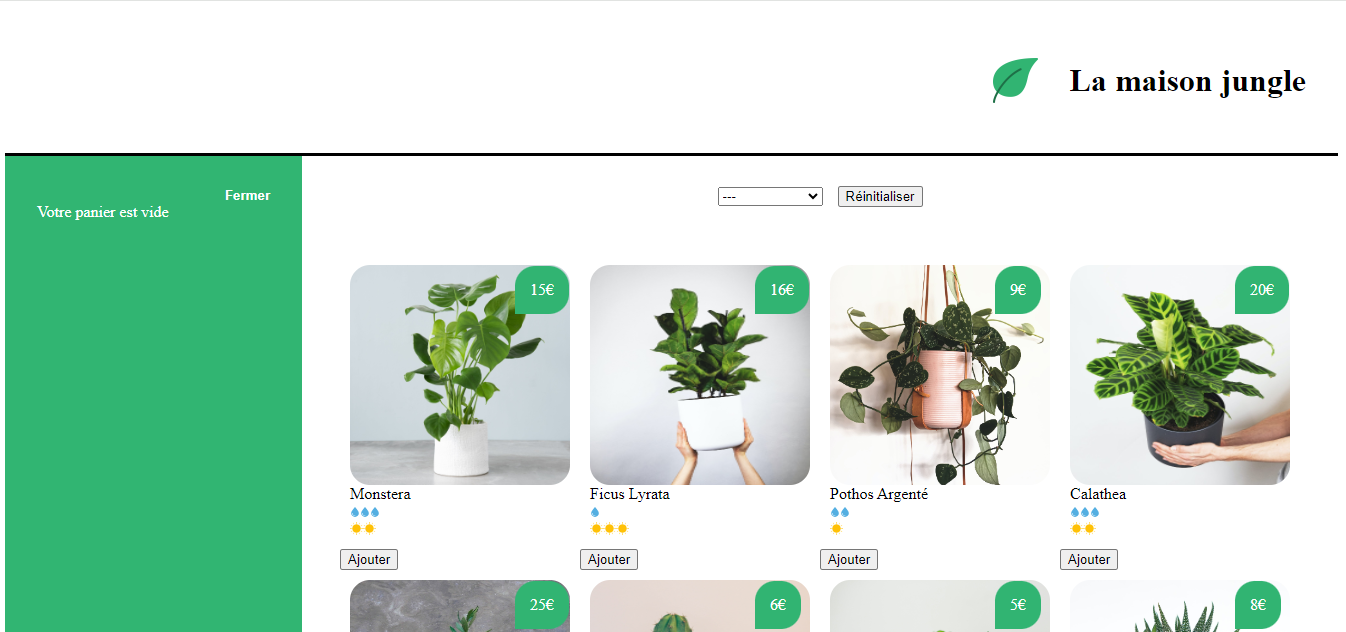 La maison jungle
Fermer
Votre panier est vide
---
Réinitialiser
15€
16€
9€
20€
Monstera
Ficus Lyrata
Pothos Argenté
Calathea
Ajouter
Ajouter
Ajouter
Ajouter
25€
6€
5€
8€